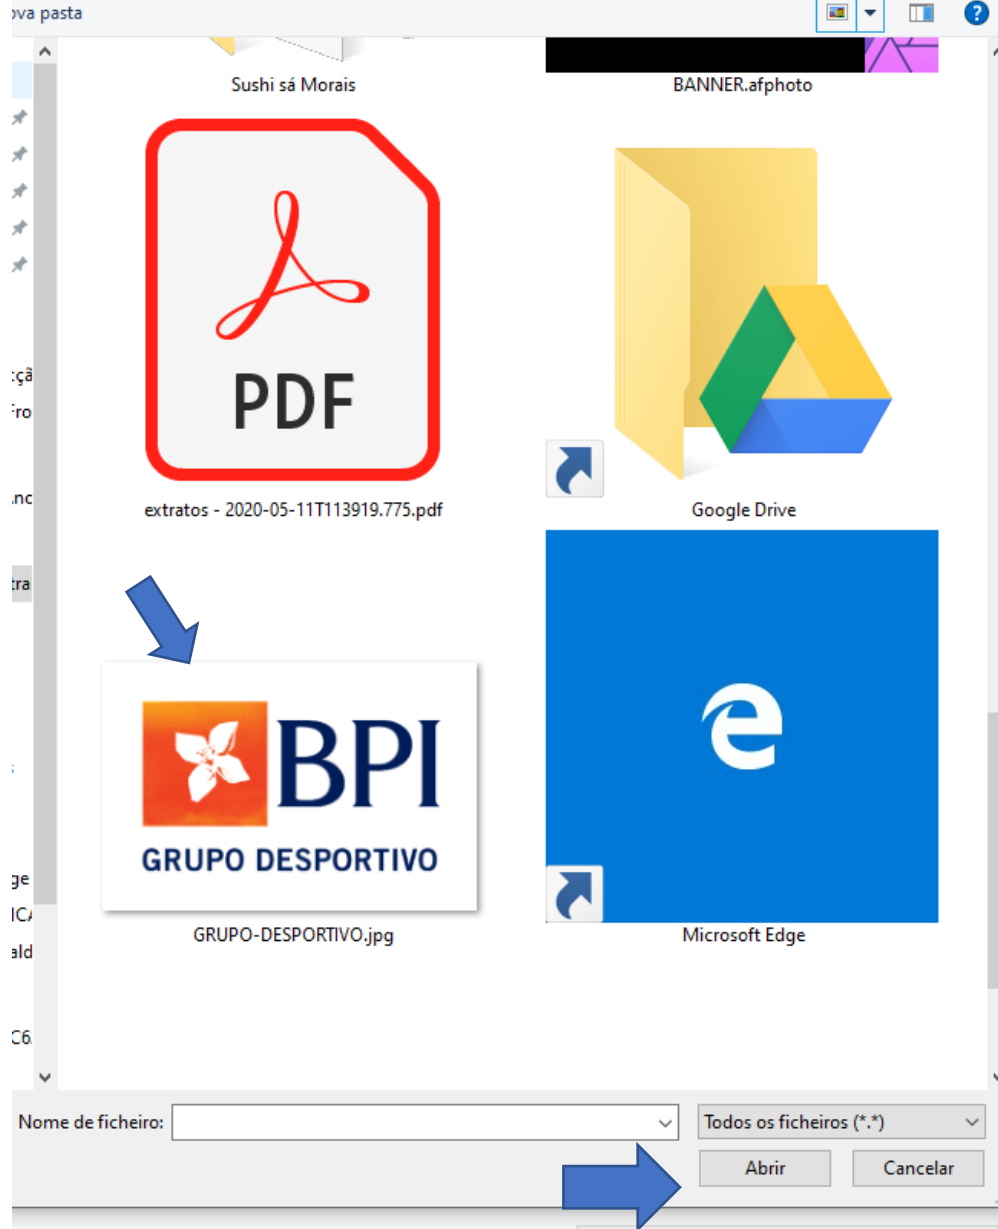 ova pasta
Sushi sá Morais
BANNER.afphoto
PDF
extratos - 2020-05-11T113919.775.pdf
Google Drive
BPI
GRUPO DESPORTIVO
GRUPO-DESPORTIVO.jpg
Microsoft Edge
Nome de ficheiro:
Todos os ficheiros (*.*)
Abrir
Cancelar